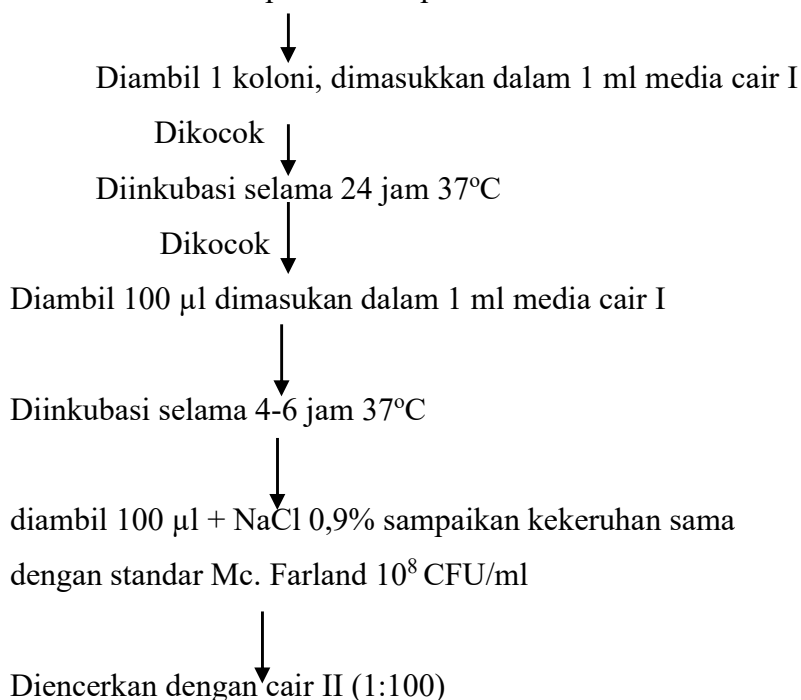 Diambil 1 koloni, dimasukkan dalam 1 ml media cair I
Dikocok
Diinkubasi selama 24 jam 37ºC
Dikocok
Diambil 100 µl dimasukan dalam 1 ml media cair I
Diinkubasi selama 4-6 jam 37ºC
diambil 100 µl + NaCl 0,9% sampaikan kekeruhan sama
dengan standar Mc. Farland 10⁸ CFU/ml
Diencerkan dengan cair II (1:100)